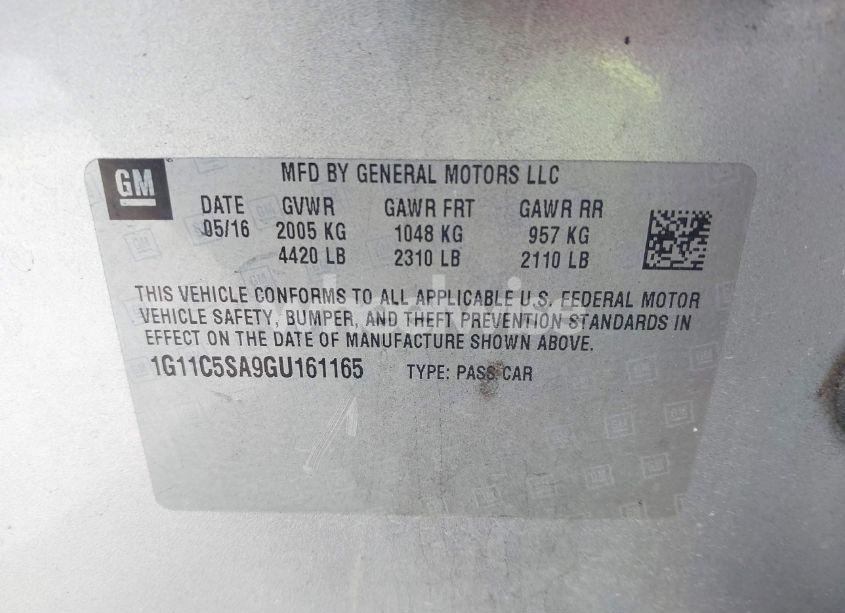 GM
MFD BY GENERAL MOTORS LLC
DATE GVWR GAWR FRT GAWR RR
05/16 2005 KG 1048 KG 957 KG
4420 LB 2310 LB 2110 LB
THIS VEHICLE CONFORMS TO ALL APPLICABLE U.S. FEDERAL MOTOR
VEHICLE SAFETY, BUMPER, AND THEFT PREVENTION STANDARDS IN
EFFECT ON THE DATE OF MANUFACTURE SHOWN ABOVE.
1G11C5SA9GU161165 TYPE: PASS CAR